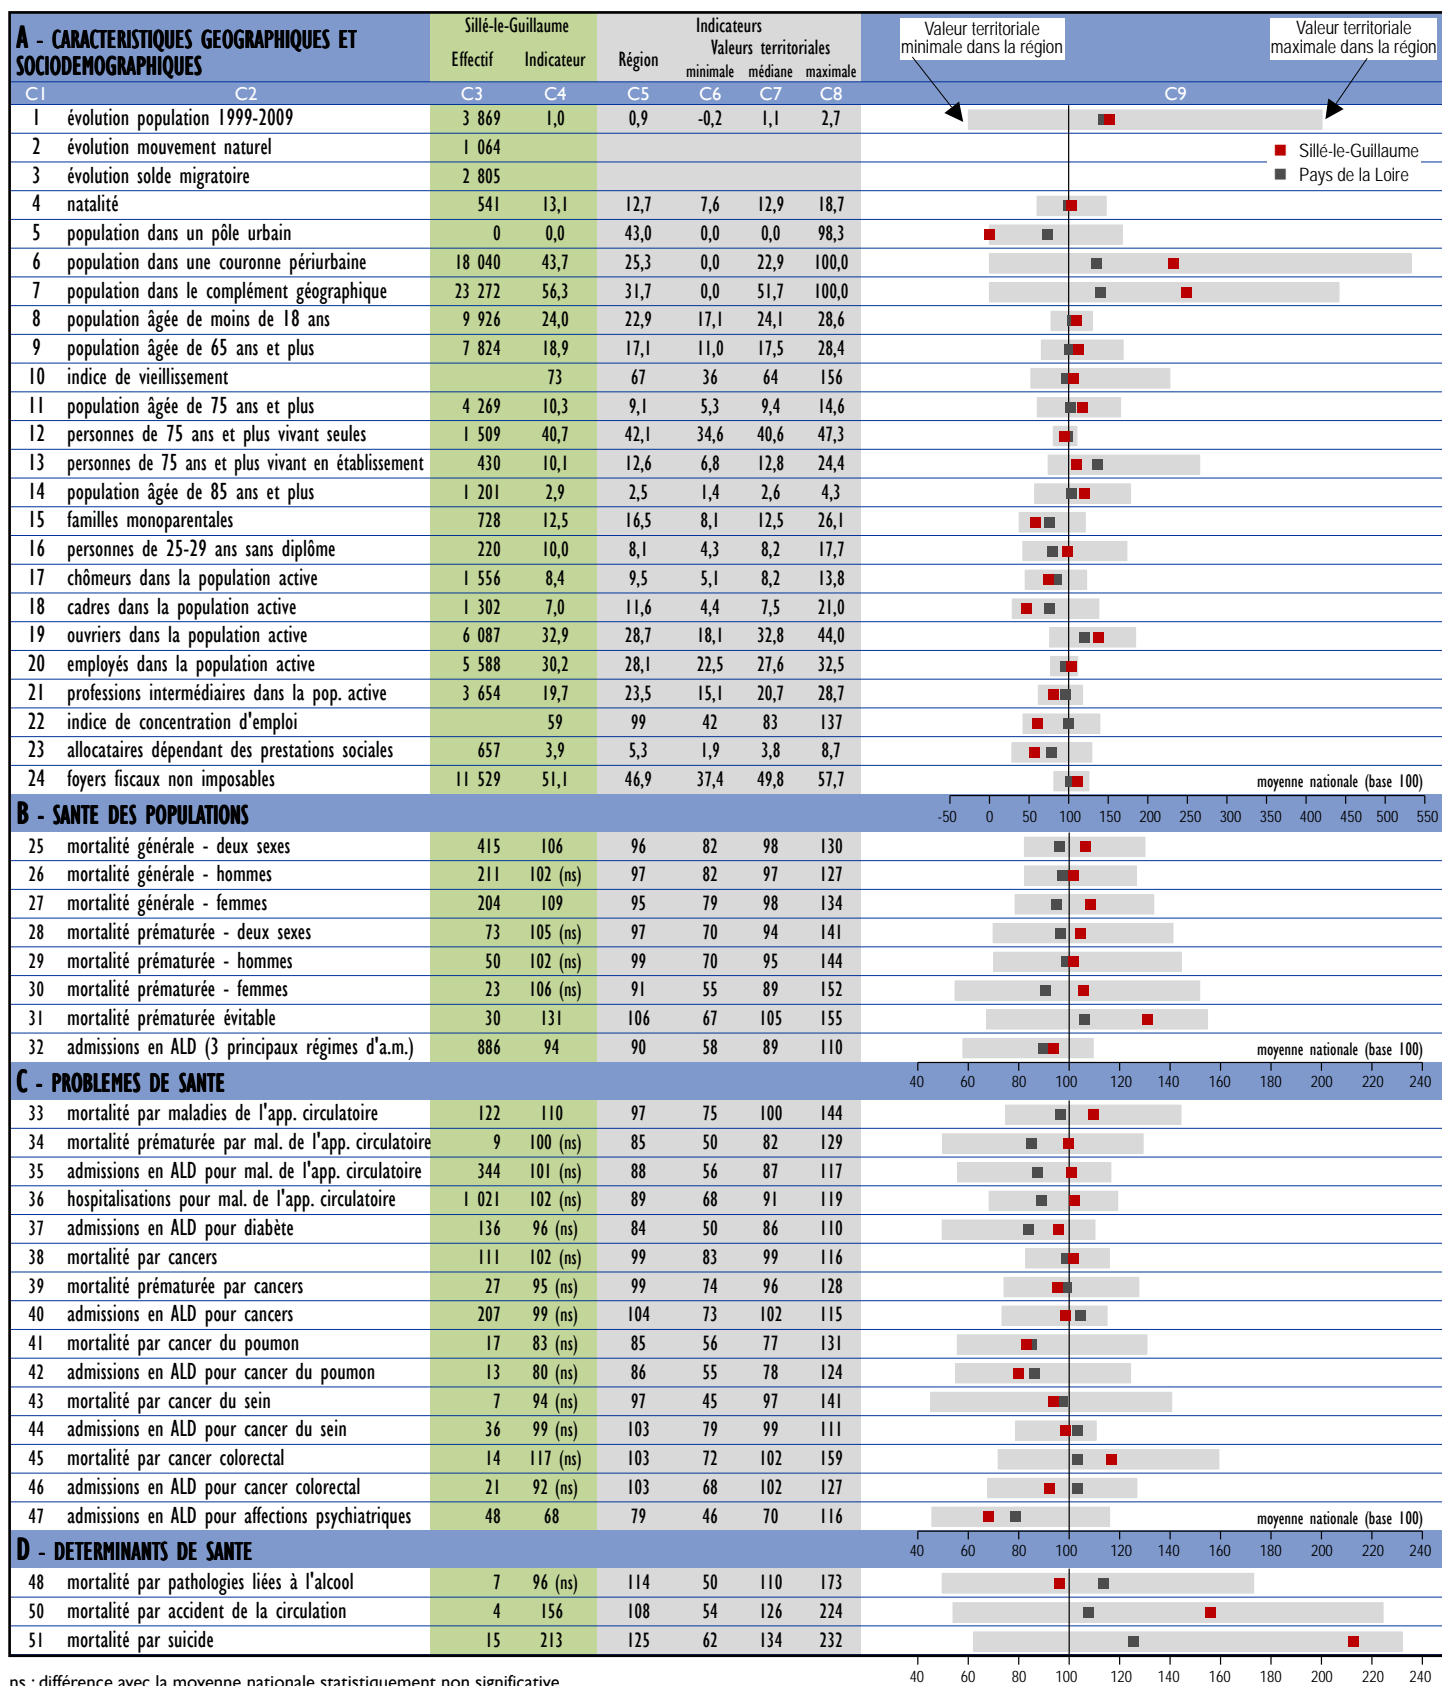 A - CARACTERISTIQUES GEOGRAPHIQUES ET SOCIODEMOGRAPHIQUES
Sillé-le-Guillaume
Effectif Indicateur
Indicateurs
Région
Valeurs territoriales
minimale médiane maximale
Valeur territoriale minimale dans la région
Valeur territoriale maximale dans la région
C1 C2 C3 C4 C5 C6 C7 C8 C9
1 évolution population 1999-2009 3 869 1,0 0,9 -0,2 1,1 2,7
2 évolution mouvement naturel 1 064
3 évolution solde migratoire 2 805
Sillé-le-Guillaume
Pays de la Loire
4 natalité 541 13,1 12,7 7,6 12,9 18,7
5 population dans un pôle urbain 0 0,0 43,0 0,0 0,0 98,3
6 population dans une couronne périurbaine 18 040 43,7 25,3 0,0 22,9 100,0
7 population dans le complément géographique 23 272 56,3 31,7 0,0 51,7 100,0
8 population âgée de moins de 18 ans 9 926 24,0 22,9 17,1 24,1 28,6
9 population âgée de 65 ans et plus 7 824 18,9 17,1 11,0 17,5 28,4
10 indice de vieillissement 73 67 36 64 156
11 population âgée de 75 ans et plus 4 269 10,3 9,1 5,3 9,4 14,6
12 personnes de 75 ans et plus vivant seules 1 509 40,7 42,1 34,6 40,6 47,3
13 personnes de 75 ans et plus vivant en établissement 430 10,1 12,6 6,8 12,8 24,4
14 population âgée de 85 ans et plus 1 201 2,9 2,5 1,4 2,6 4,3
15 familles monoparentales 728 12,5 16,5 8,1 12,5 26,1
16 personnes de 25-29 ans sans diplôme 220 10,0 8,1 4,3 8,2 17,7
17 chômeurs dans la population active 1 556 8,4 9,5 5,1 8,2 13,8
18 cadres dans la population active 1 302 7,0 11,6 4,4 7,5 21,0
19 ouvriers dans la population active 6 087 32,9 28,7 18,1 32,8 44,0
20 employés dans la population active 5 588 30,2 28,1 22,5 27,6 32,5
21 professions intermédiaires dans la pop. active 3 654 19,7 23,5 15,1 20,7 28,7
22 indice de concentration d'emploi 59 99 42 83 137
23 allocataires dépendant des prestations sociales 657 3,9 5,3 1,9 3,8 8,7
24 foyers fiscaux non imposables 11 529 51,1 46,9 37,4 49,8 57,7 moyenne nationale (base 100)
B - SANTE DES POPULATIONS
-50 0 50 100 150 200 250 300 350 400 450 500 550
25 mortalité générale - deux sexes 415 106 96 82 98 130
26 mortalité générale - hommes 211 102 (ns) 97 82 97 127
27 mortalité générale - femmes 204 109 95 79 98 134
28 mortalité prématurée - deux sexes 73 105 (ns) 97 70 94 141
29 mortalité prématurée - hommes 50 102 (ns) 99 70 95 144
30 mortalité prématurée - femmes 23 106 (ns) 91 55 89 152
31 mortalité prématurée évitable 30 131 106 67 105 155
32 admissions en ALD (3 principaux régimes d'a.m.) 886 94 90 58 89 110 moyenne nationale (base 100)
C - PROBLEMES DE SANTE
40 60 80 100 120 140 160 180 200 220 240
33 mortalité par maladies de l'app. circulatoire 122 110 97 75 100 144
34 mortalité prématurée par mal. de l'app. circulatoire 9 100 (ns) 85 50 82 129
35 admissions en ALD pour mal. de l'app. circulatoire 344 101 (ns) 88 56 87 117
36 hospitalisations pour mal. de l'app. circulatoire 1 021 102 (ns) 89 68 91 119
37 admissions en ALD pour diabète 136 96 (ns) 84 50 86 110
38 mortalité par cancers 111 102 (ns) 99 83 99 116
39 mortalité prématurée par cancers 27 95 (ns) 99 74 96 128
40 admissions en ALD pour cancers 207 99 (ns) 104 73 102 115
41 mortalité par cancer du poumon 17 83 (ns) 85 56 77 131
42 admissions en ALD pour cancer du poumon 13 80 (ns) 86 55 78 124
43 mortalité par cancer du sein 7 94 (ns) 97 45 97 141
44 admissions en ALD pour cancer du sein 36 99 (ns) 103 79 99 111
45 mortalité par cancer colorectal 14 117 (ns) 103 72 102 159
46 admissions en ALD pour cancer colorectal 21 92 (ns) 103 68 102 127
47 admissions en ALD pour affections psychiatriques 48 68 79 46 70 116 moyenne nationale (base 100)
D - DETERMINANTS DE SANTE
40 60 80 100 120 140 160 180 200 220 240
48 mortalité par pathologies liées à l'alcool 7 96 (ns) 114 50 110 173
50 mortalité par accident de la circulation 4 156 108 54 126 224
51 mortalité par suicide 15 213 125 62 134 232
40 60 80 100 120 140 160 180 200 220 240
ns : différence avec la moyenne nationale statistiquement non significative